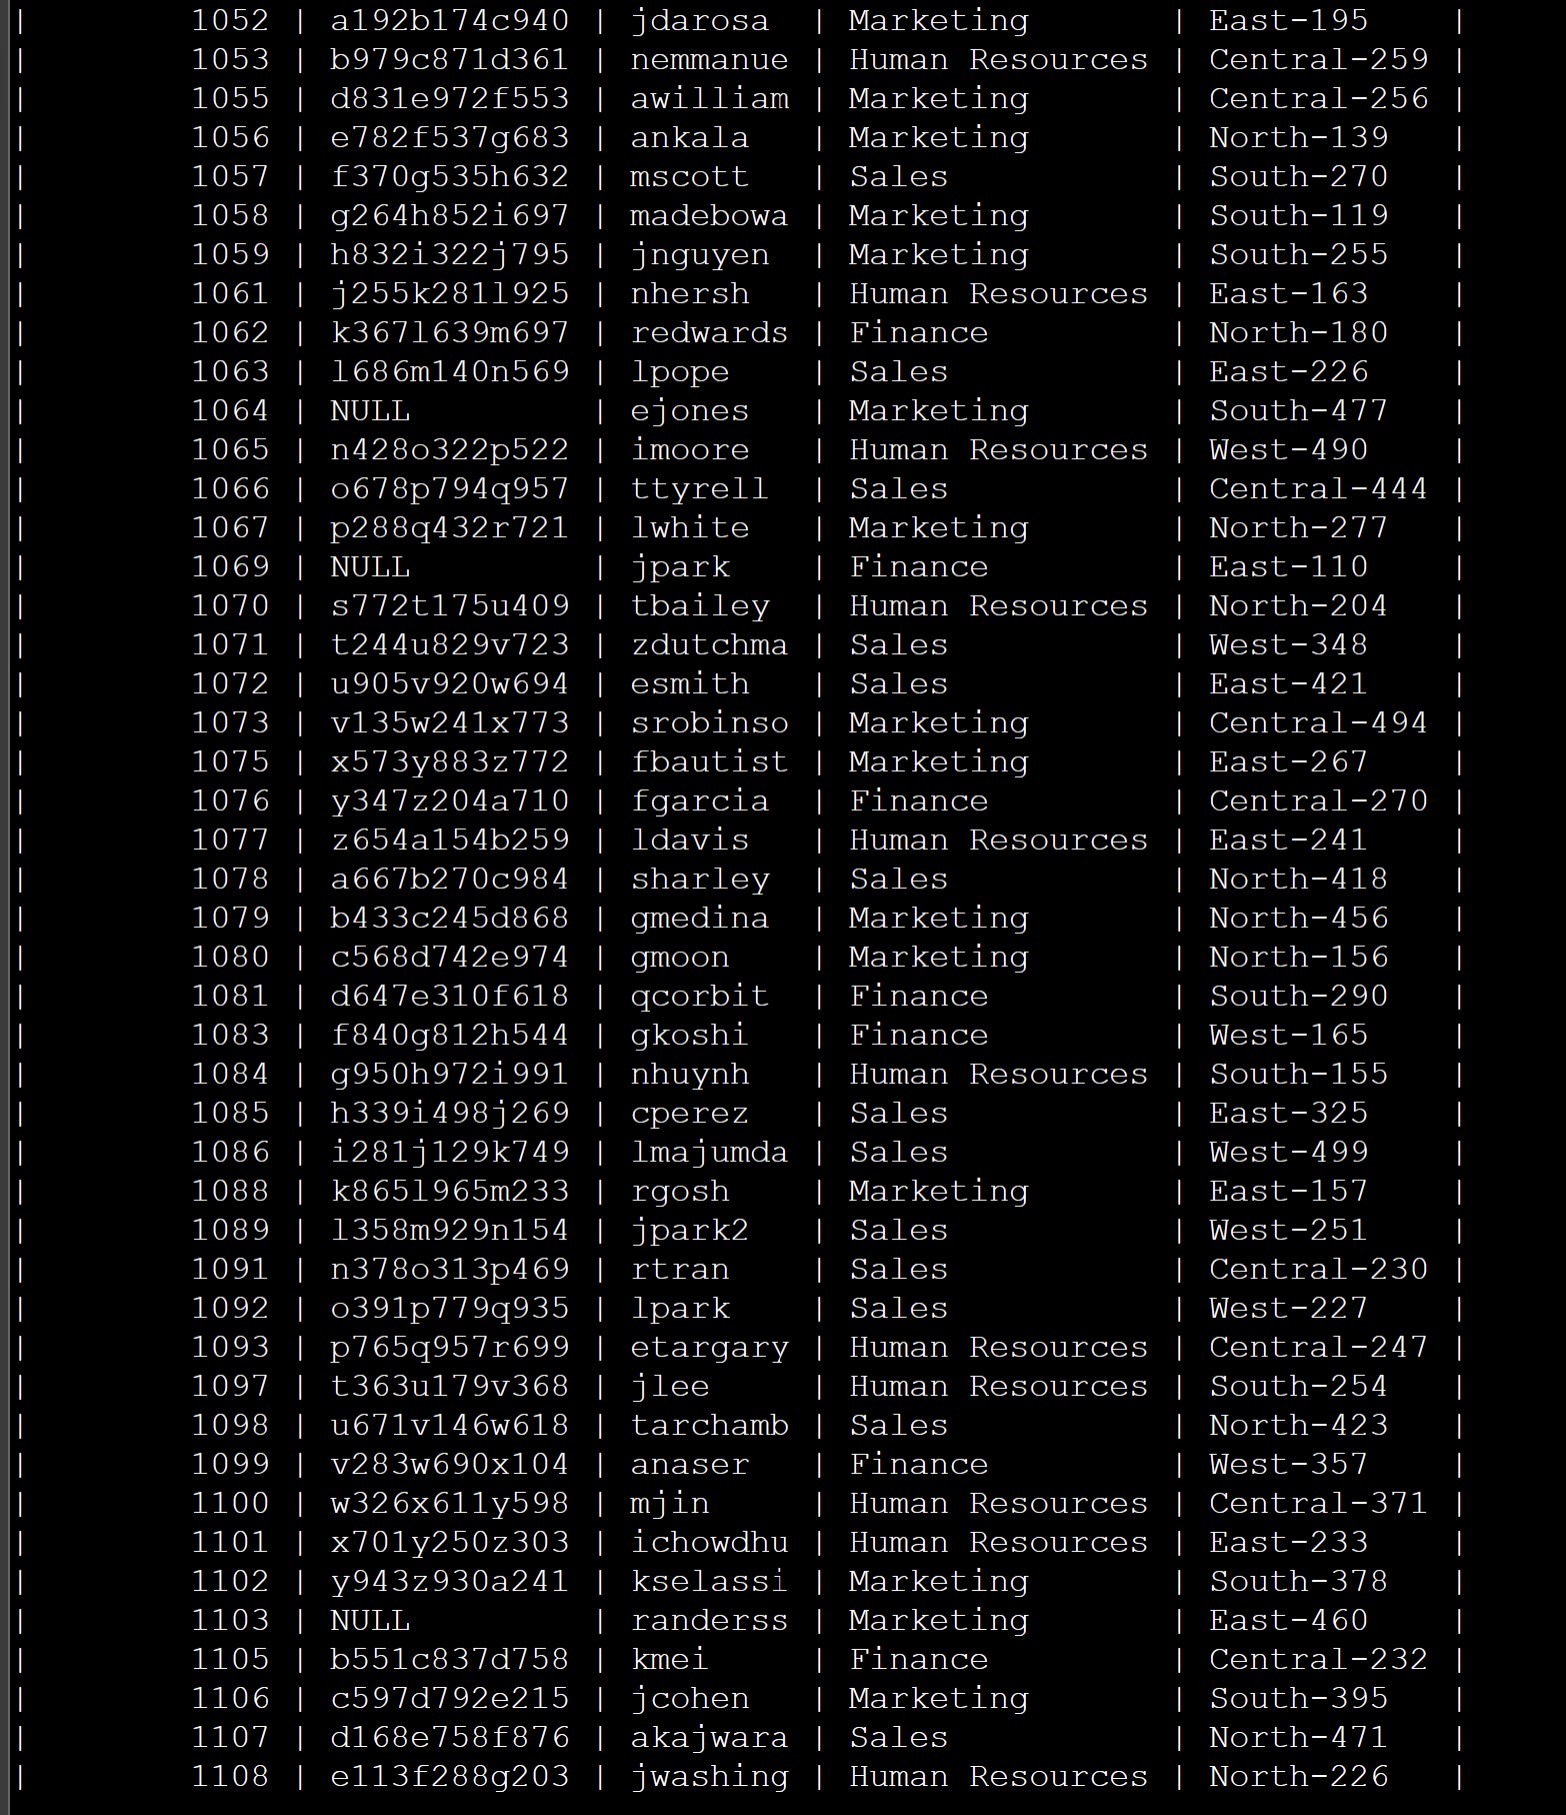 | 1052 | a192b174c940 | jdarosa | Marketing | East-195 |
| 1053 | b979c871d361 | nemmanue | Human Resources | Central-259 |
| 1055 | d831e972f553 | awilliam | Marketing | Central-256 |
| 1056 | e782f537g683 | ankala | Marketing | North-139 |
| 1057 | f370g535h632 | mscott | Sales | South-270 |
| 1058 | g264h852i697 | madebowa | Marketing | South-119 |
| 1059 | h832i322j795 | jnguyen | Marketing | South-255 |
| 1061 | j255k281l925 | nhersh | Human Resources | East-163 |
| 1062 | k367l639m697 | redwards | Finance | North-180 |
| 1063 | l686m140n569 | lpope | Sales | East-226 |
| 1064 | NULL | ejones | Marketing | South-477 |
| 1065 | n428o322p522 | imoore | Human Resources | West-490 |
| 1066 | o678p794q957 | ttyrell | Sales | Central-444 |
| 1067 | p288q432r721 | lwhite | Marketing | North-277 |
| 1069 | NULL | jpark | Finance | East-110 |
| 1070 | s772t175u409 | tbailey | Human Resources | North-204 |
| 1071 | t244u829v723 | zdutchma | Sales | West-348 |
| 1072 | u905v920w694 | esmith | Sales | East-421 |
| 1073 | v135w241x773 | srobinso | Marketing | Central-494 |
| 1075 | x573y883z772 | fbautist | Marketing | East-267 |
| 1076 | y347z204a710 | fgarcia | Finance | Central-270 |
| 1077 | z654a154b259 | ldavis | Human Resources | East-241 |
| 1078 | a667b270c984 | sharley | Sales | North-418 |
| 1079 | b433c245d868 | gmedina | Marketing | North-456 |
| 1080 | c568d742e974 | gmoon | Marketing | North-156 |
| 1081 | d647e310f618 | qcorbit | Finance | South-290 |
| 1083 | f840g812h544 | gkoshi | Finance | West-165 |
| 1084 | g950h972i991 | nhuynh | Human Resources | South-155 |
| 1085 | h339i498j269 | cperez | Sales | East-325 |
| 1086 | i281j129k749 | lmajumda | Sales | West-499 |
| 1088 | k865l965m233 | rgosh | Marketing | East-157 |
| 1089 | l358m929n154 | jpark2 | Sales | West-251 |
| 1091 | n378o313p469 | rtran | Sales | Central-230 |
| 1092 | o391p779q935 | lpark | Sales | West-227 |
| 1093 | p765q957r699 | etargary | Human Resources | Central-247 |
| 1097 | t363u179v368 | jlee | Human Resources | South-254 |
| 1098 | u671v146w618 | tarchamb | Sales | North-423 |
| 1099 | v283w690x104 | anaser | Finance | West-357 |
| 1100 | w326x611y598 | mjin | Human Resources | Central-371 |
| 1101 | x701y250z303 | ichowdhu | Human Resources | East-233 |
| 1102 | y943z930a241 | kselassi | Marketing | South-378 |
| 1103 | NULL | randerss | Marketing | East-460 |
| 1105 | b551c837d758 | kmei | Finance | Central-232 |
| 1106 | c597d792e215 | jcohen | Marketing | South-395 |
| 1107 | d168e758f876 | akajwara | Sales | North-471 |
| 1108 | e113f288g203 | jwashing | Human Resources | North-226 |